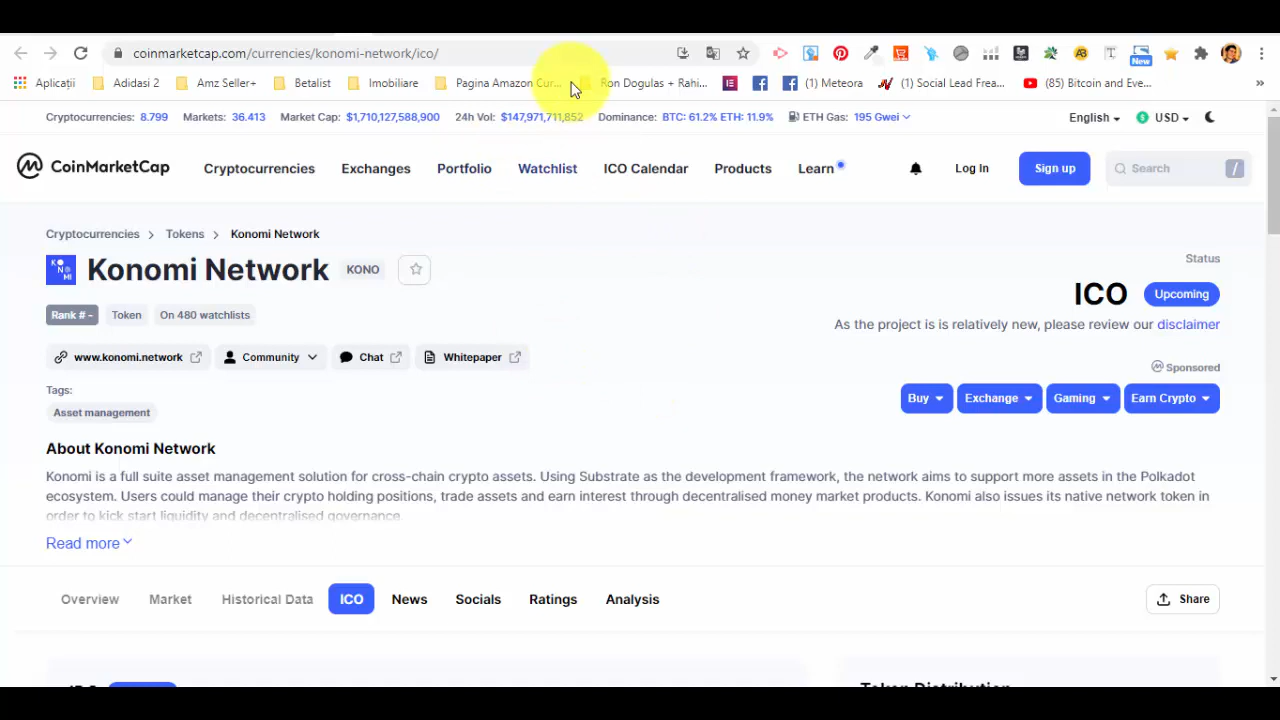 coinmarketcap.com/currencies/konomi-network/ico/
New
Aplicații Adidasi 2 Amz Seller+ Betalist Imobiliare Pagina Amazon Cur... Ron Dogulas + Rahi... (1) Meteora (1) Social Lead Frea... (85) Bitcoin and Eve... »
Cryptocurrencies: 8.799 Markets: 36.413 Market Cap: $1,710,127,588,900 24h Vol: $147,971,711,852 Dominance: BTC: 61.2% ETH: 11.9% ETH Gas: 195 Gwei English USD
CoinMarketCap Cryptocurrencies Exchanges Portfolio Watchlist ICO Calendar Products Learn Log In Sign up Search /
Cryptocurrencies > Tokens > Konomi Network
Konomi Network KONO
Status
ICO Upcoming
Rank # - Token On 480 watchlists
As the project is is relatively new, please review our disclaimer
www.konomi.network Community Chat Whitepaper
Sponsored
Tags:
Buy Exchange Gaming Earn Crypto
Asset management
About Konomi Network
Konomi is a full suite asset management solution for cross-chain crypto assets. Using Substrate as the development framework, the network aims to support more assets in the Polkadot
ecosystem. Users could manage their crypto holding positions, trade assets and earn interest through decentralised money market products. Konomi also issues its native network token in
order to kick start liquidity and decentralised governance.
Read more
Overview Market Historical Data ICO News Socials Ratings Analysis Share
Token Distribution